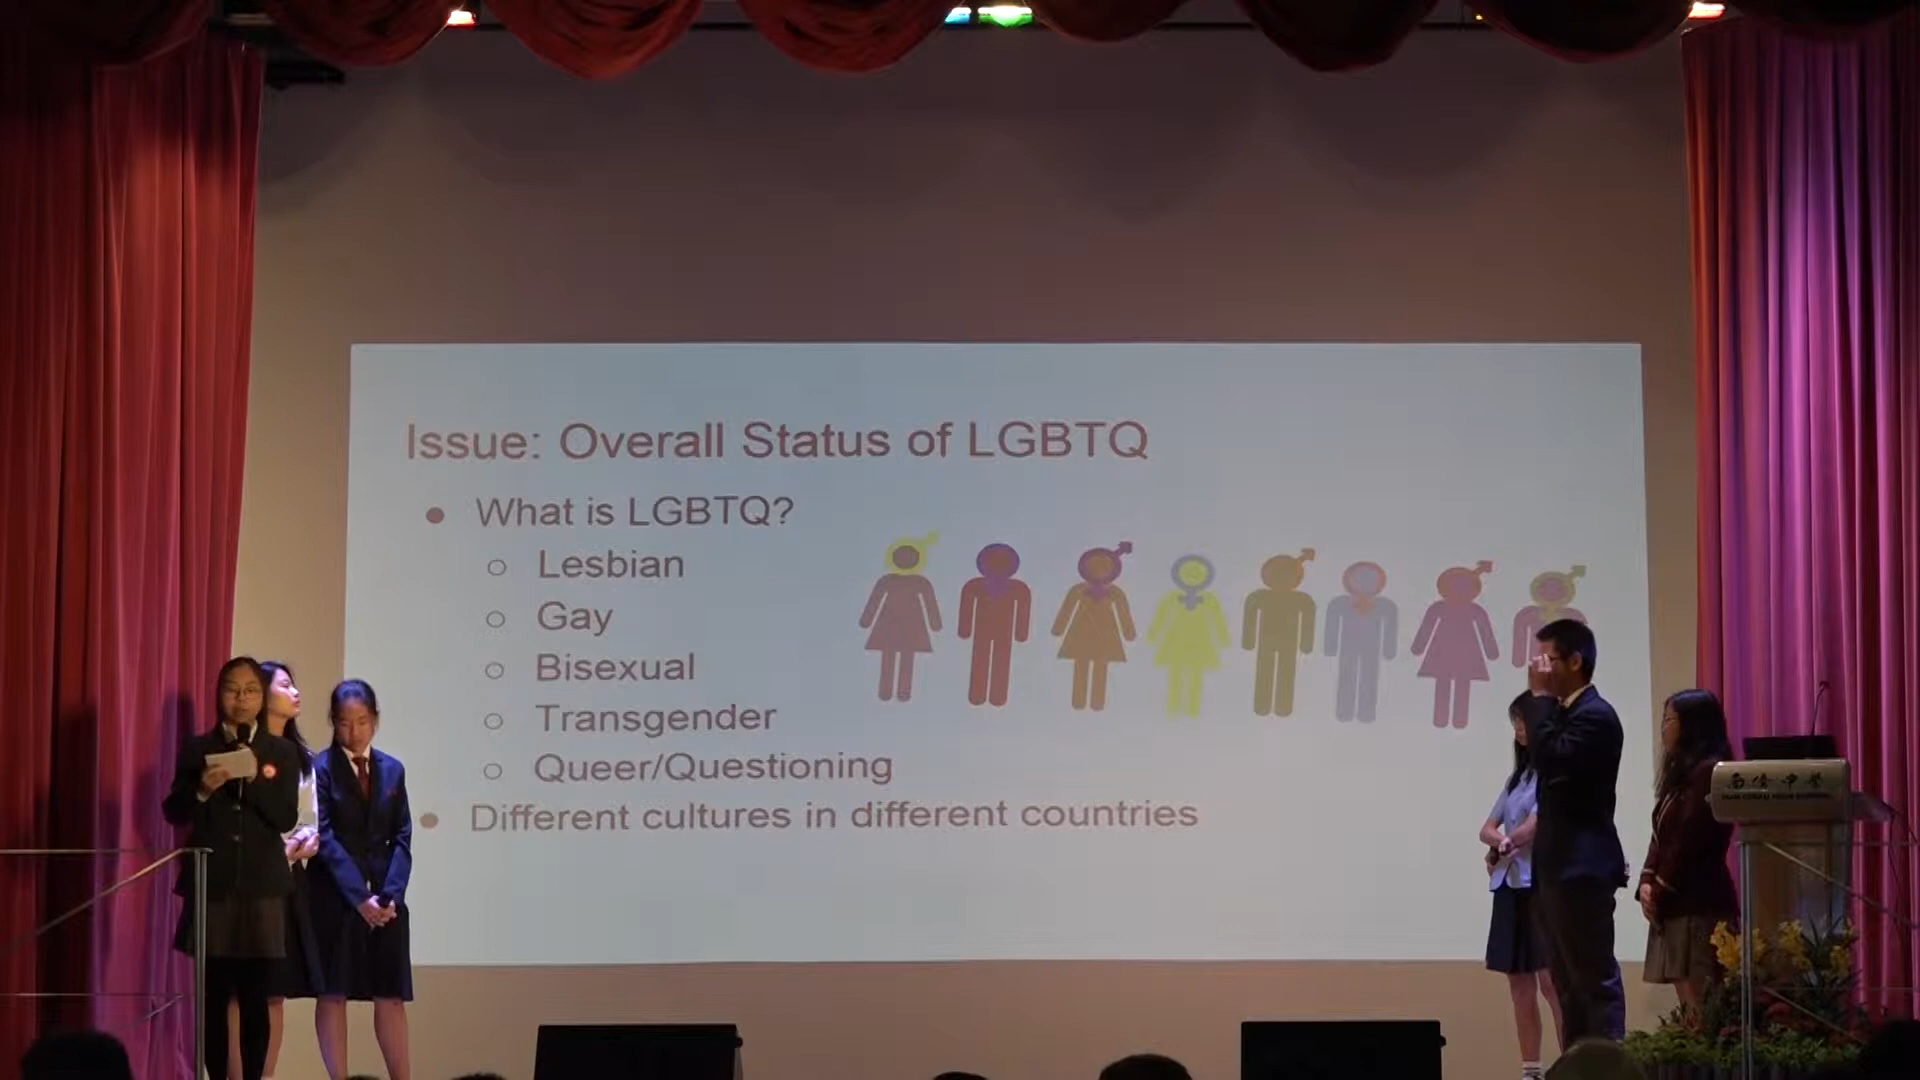 Issue: Overall Status of LGBTQ
● What is LGBTQ?
○ Lesbian
○ Gay
○ Bisexual
○ Transgender
○ Queer/Questioning
● Different cultures in different countries
南僑中學